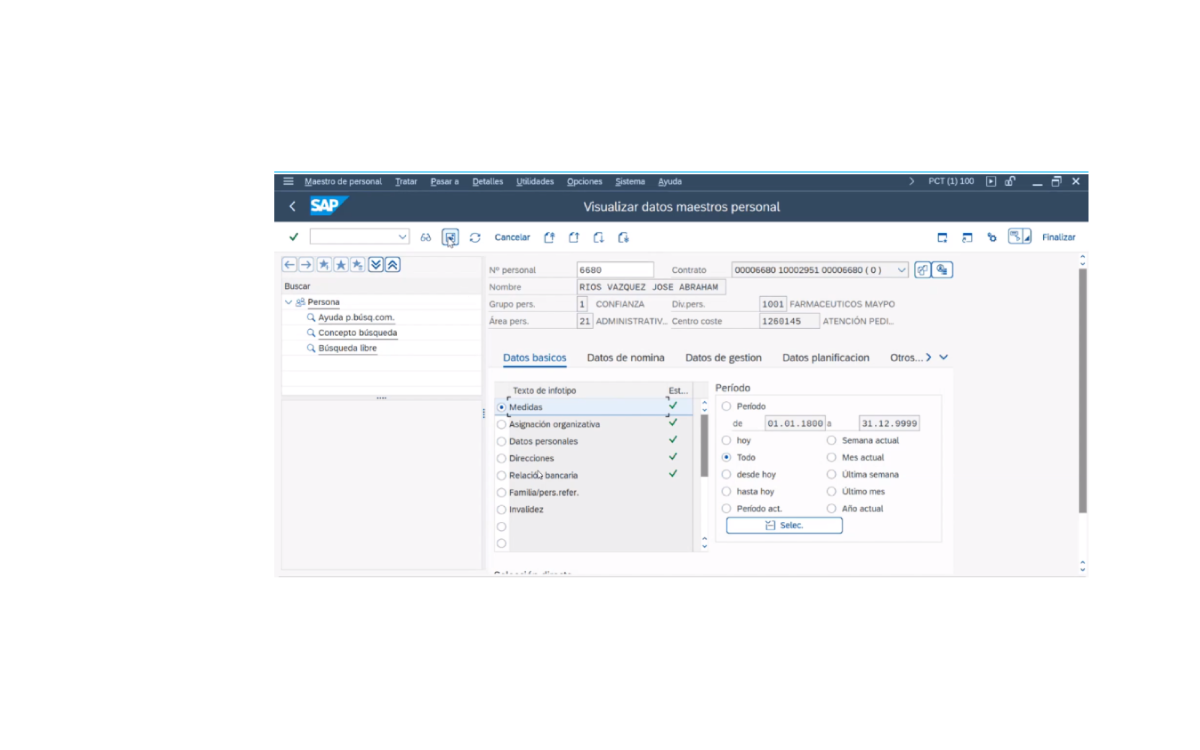 Maestro de personal Tratar Pasar a Detalles Utilidades Opciones Sistema Ayuda PCT (1) 100
SAP Visualizar datos maestros personal
Cancelar Finalizar
Buscar
Persona
Ayuda p.búsq.com.
Concepto búsqueda
Búsqueda libre
Nº personal 6680 Contrato 00006680 10002951 00006680 ( 0 )
Nombre RIOS VAZQUEZ JOSE ABRAHAM
Grupo pers. 1 CONFIANZA Div.pers. 1001 FARMACEUTICOS MAYPO
Área pers. 21 ADMINISTRATIV... Centro coste 1260145 ATENCIÓN PEDI...
Datos basicos Datos de nomina Datos de gestion Datos planificacion Otros...
Texto de infotipo Est...
Medidas
Asignación organizativa
Datos personales
Direcciones
Relación bancaria
Familia/pers.refer.
Invalidez
Período
Período
de 01.01.1800 a 31.12.9999
hoy Semana actual
Todo Mes actual
desde hoy Última semana
hasta hoy Último mes
Período act. Año actual
Selec.